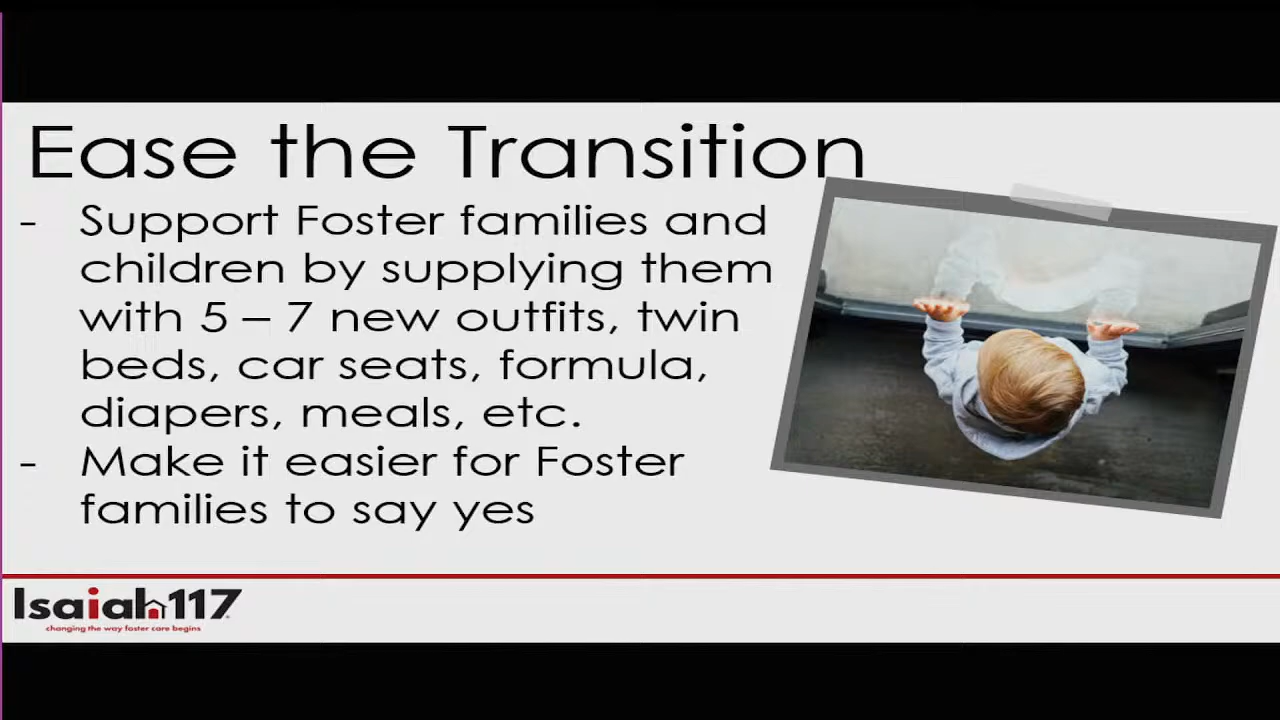 Ease the Transition
- Support Foster families and
children by supplying them
with 5 – 7 new outfits, twin
beds, car seats, formula,
diapers, meals, etc.
- Make it easier for Foster
families to say yes
Isaiah117
changing the way foster care begins